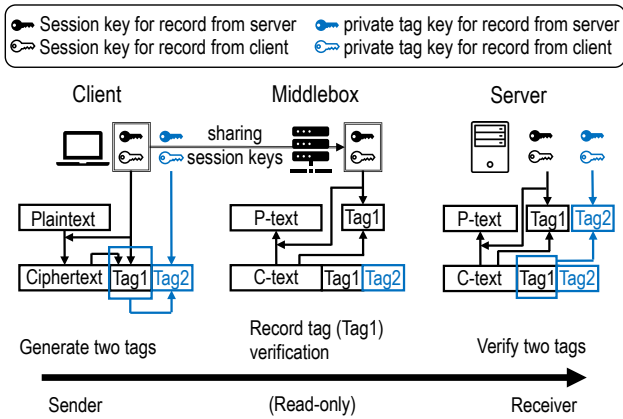 Session key for record from server private tag key for record from server
Session key for record from client private tag key for record from client
Client Middlebox Server
sharing
session keys
Plaintext P-text Tag1 P-text Tag1 Tag2
Ciphertext Tag1 Tag2 C-text Tag1 Tag2 C-text Tag1 Tag2
Generate two tags Record tag (Tag1)
verification Verify two tags
Sender (Read-only) Receiver